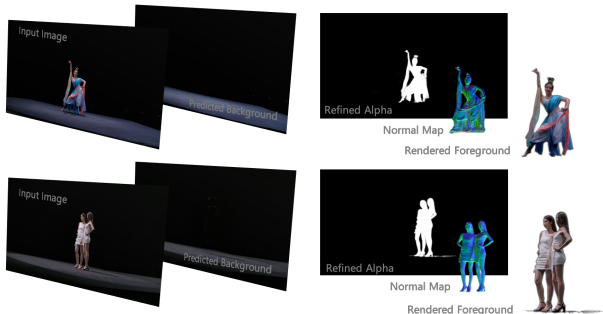 Input Image
Predicted Background
Refined Alpha
Normal Map
Rendered Foreground
Input Image
Predicted Background
Refined Alpha
Normal Map
Rendered Foreground